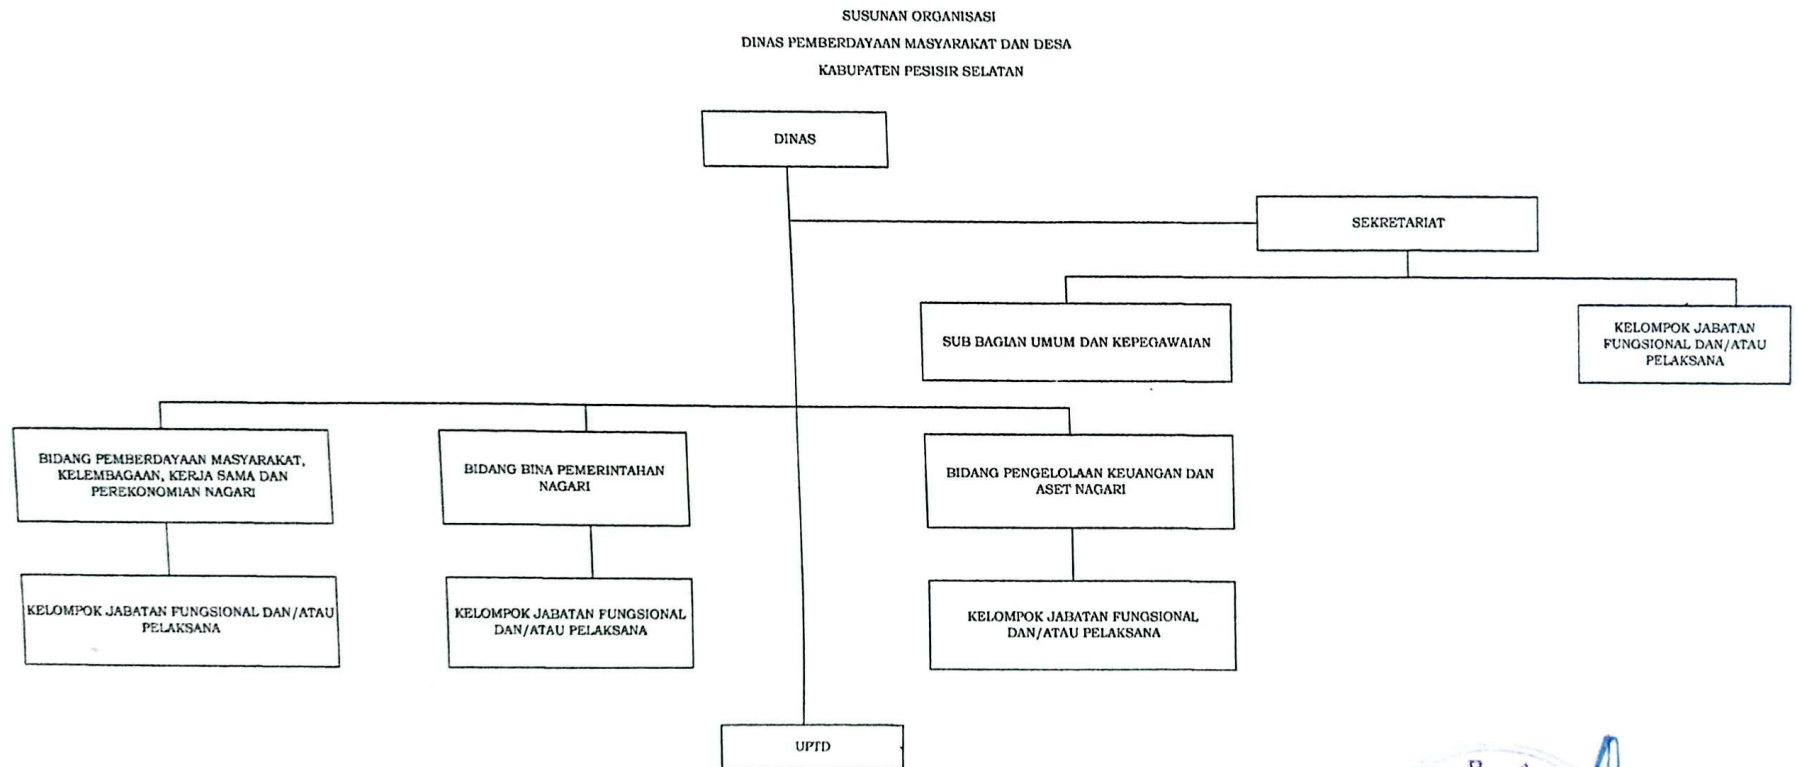 SUSUNAN ORGANISASI
DINAS PEMBERDAYAAN MASYARAKAT DAN DESA
KABUPATEN PESISIR SELATAN
DINAS
SEKRETARIAT
SUB BAGIAN UMUM DAN KEPEGAWAIAN
KELOMPOK JABATAN
FUNGSIONAL DAN/ATAU
PELAKSANA
BIDANG PEMBERDAYAAN MASYARAKAT,
KELEMBAGAAN, KERJA SAMA DAN
PEREKONOMIAN NAGARI
BIDANG BINA PEMERINTAHAN
NAGARI
BIDANG PENGELOLAAN KEUANGAN DAN
ASET NAGARI
KELOMPOK JABATAN FUNGSIONAL DAN/ATAU
PELAKSANA
KELOMPOK JABATAN FUNGSIONAL
DAN/ATAU PELAKSANA
KELOMPOK JABATAN FUNGSIONAL
DAN/ATAU PELAKSANA
UPTD